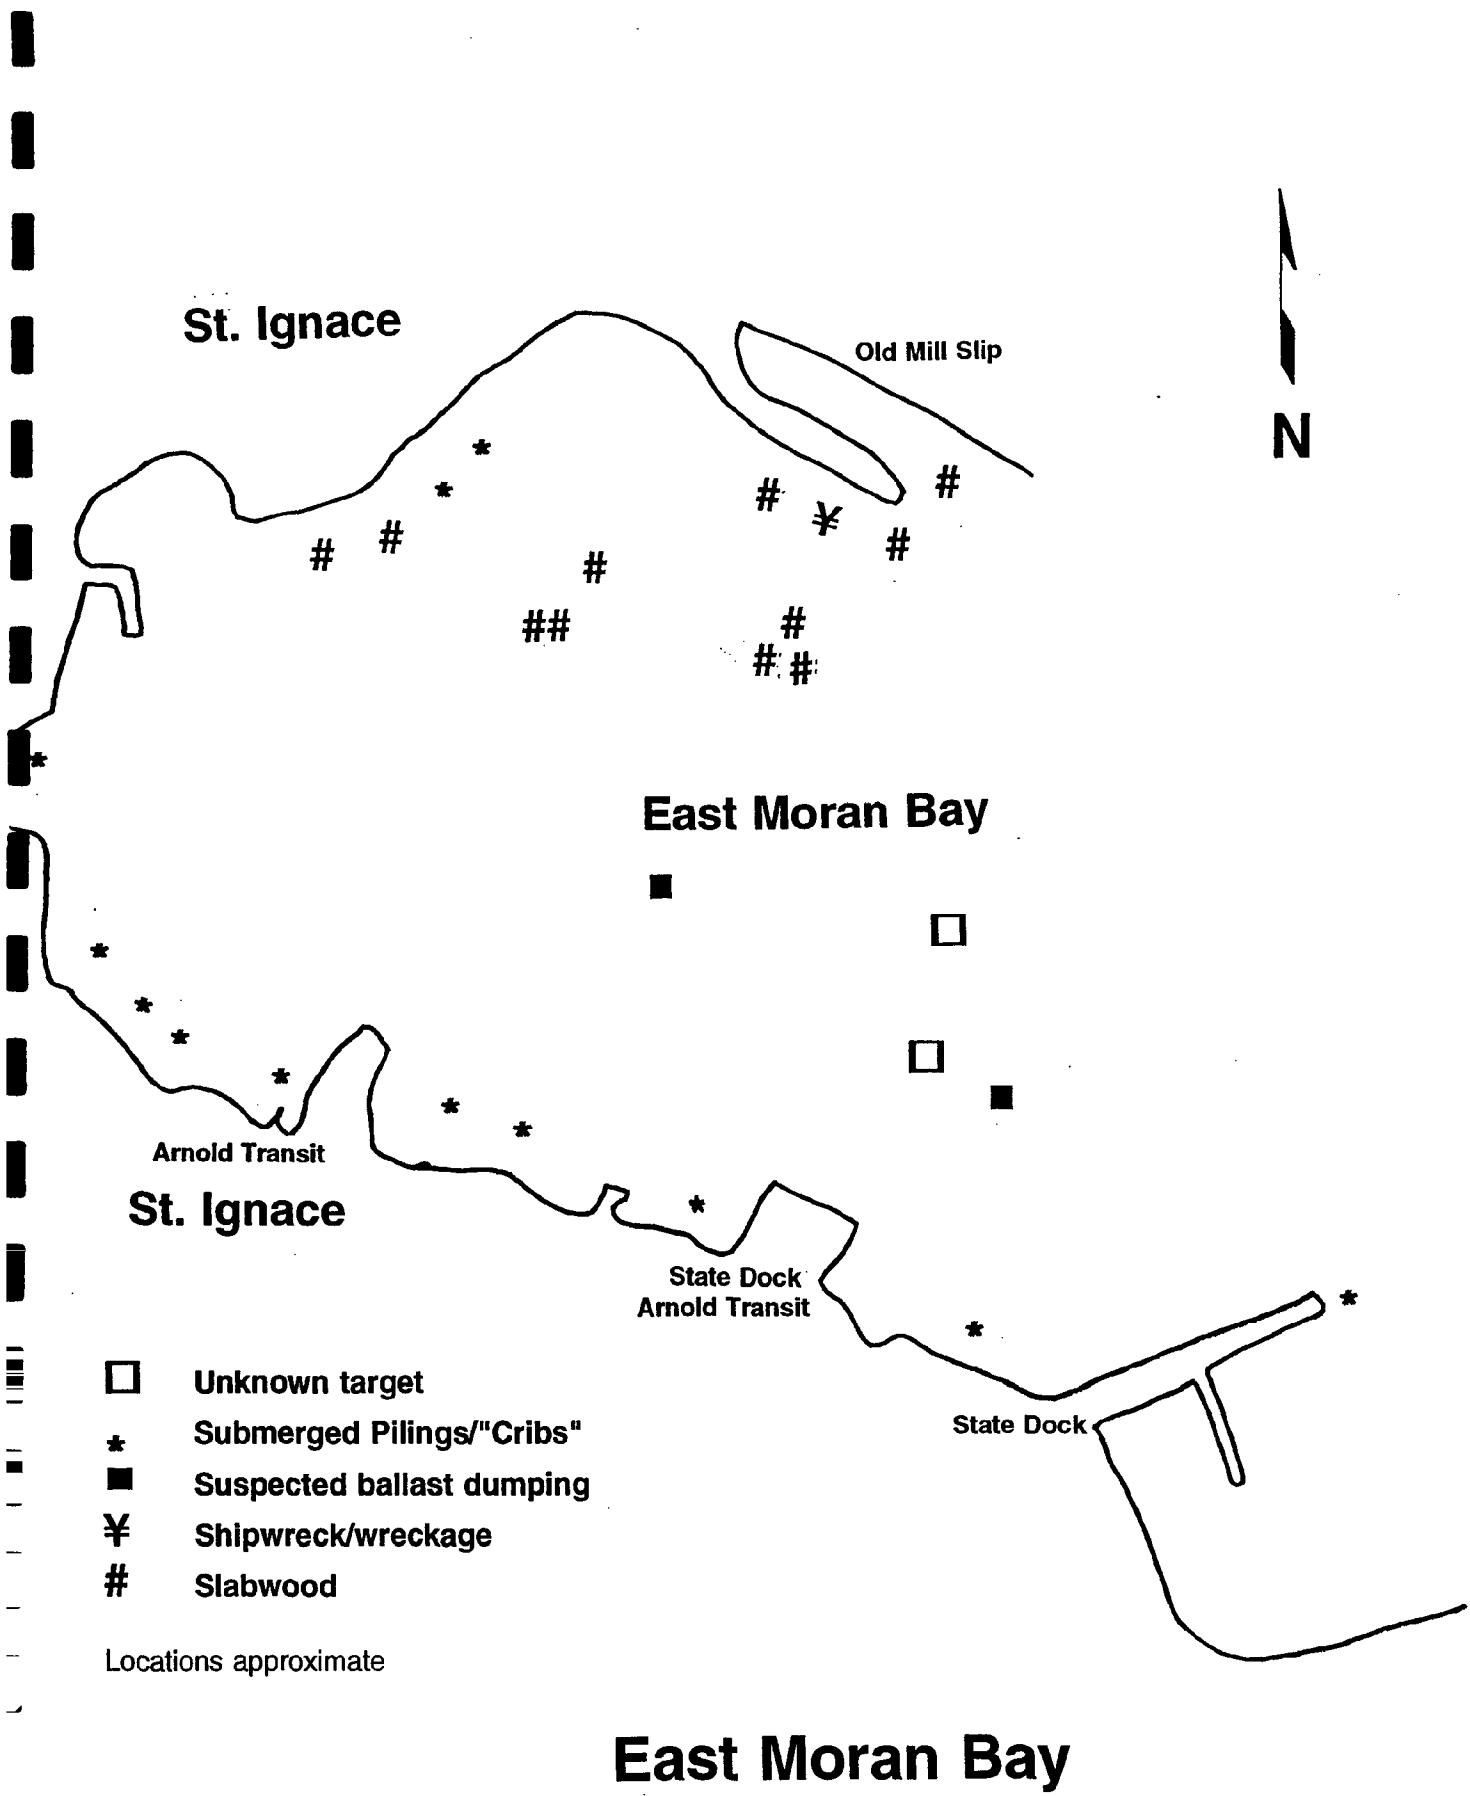 St. Ignace
Old Mill Slip
N
*
*
#
#
#
¥
#
#
#
##
#
#
#
*
East Moran Bay
*
*
*
*
*
*
Arnold Transit
St. Ignace
*
State Dock
Arnold Transit
*
*
State Dock
Unknown target
* Submerged Pilings/"Cribs"
Suspected ballast dumping
¥ Shipwreck/wreckage
# Slabwood
Locations approximate
East Moran Bay